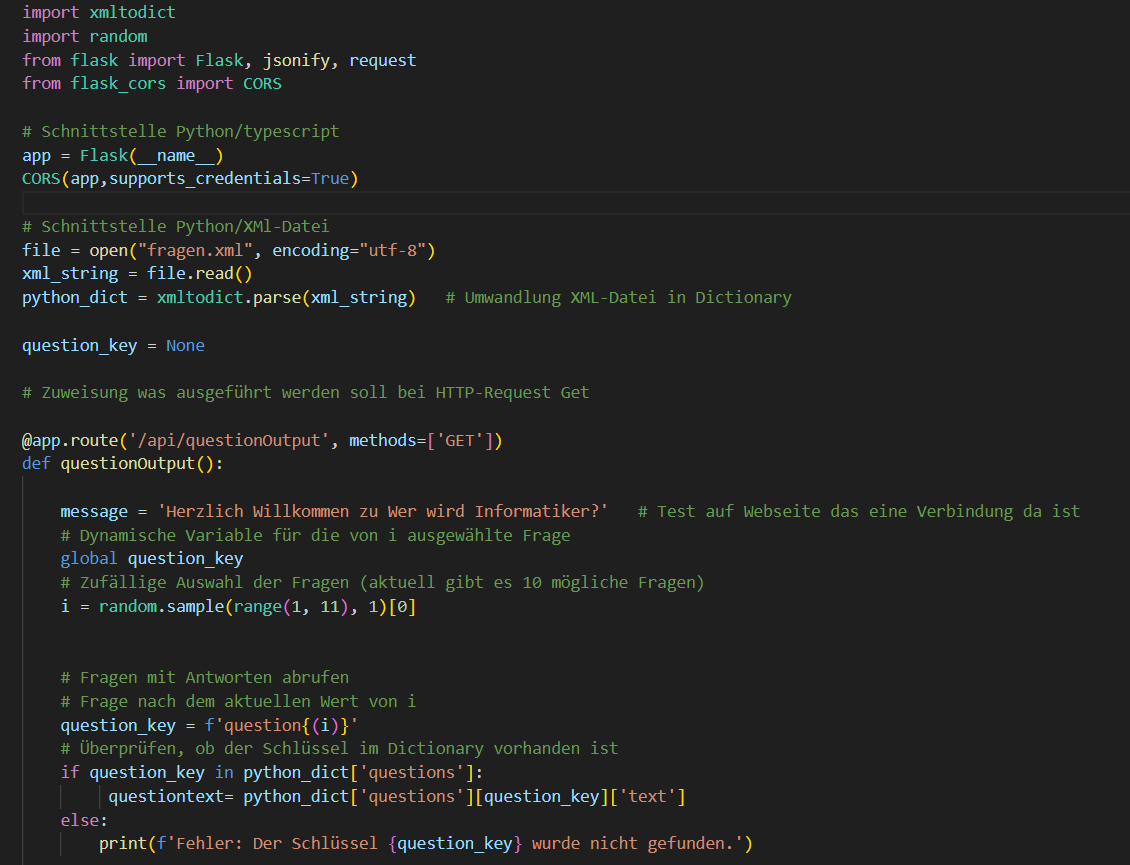 import xmltodict
import random
from flask import Flask, jsonify, request
from flask_cors import CORS

# Schnittstelle Python/typescript
app = Flask(__name__)
CORS(app,supports_credentials=True)

# Schnittstelle Python/XMl-Datei
file = open("fragen.xml", encoding="utf-8")
xml_string = file.read()
python_dict = xmltodict.parse(xml_string)   # Umwandlung XML-Datei in Dictionary

question_key = None

# Zuweisung was ausgeführt werden soll bei HTTP-Request Get

@app.route('/api/questionOutput', methods=['GET'])
def questionOutput():

    message = 'Herzlich Willkommen zu Wer wird Informatiker?'   # Test auf Webseite das eine Verbindung da ist
    # Dynamische Variable für die von i ausgewählte Frage
    global question_key
    # Zufällige Auswahl der Fragen (aktuell gibt es 10 mögliche Fragen)
    i = random.sample(range(1, 11), 1)[0]


    # Fragen mit Antworten abrufen
    # Frage nach dem aktuellen Wert von i
    question_key = f'question{(i)}'
    # Überprüfen, ob der Schlüssel im Dictionary vorhanden ist
    if question_key in python_dict['questions']:
         questiontext= python_dict['questions'][question_key]['text']
    else:
        print(f'Fehler: Der Schlüssel {question_key} wurde nicht gefunden.')